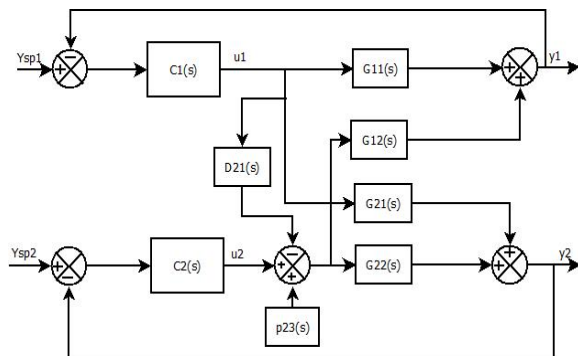 Ysp1
C1(s)
u1
G11(s)
y1
G12(s)
D21(s)
G21(s)
Ysp2
C2(s)
u2
G22(s)
y2
p23(s)